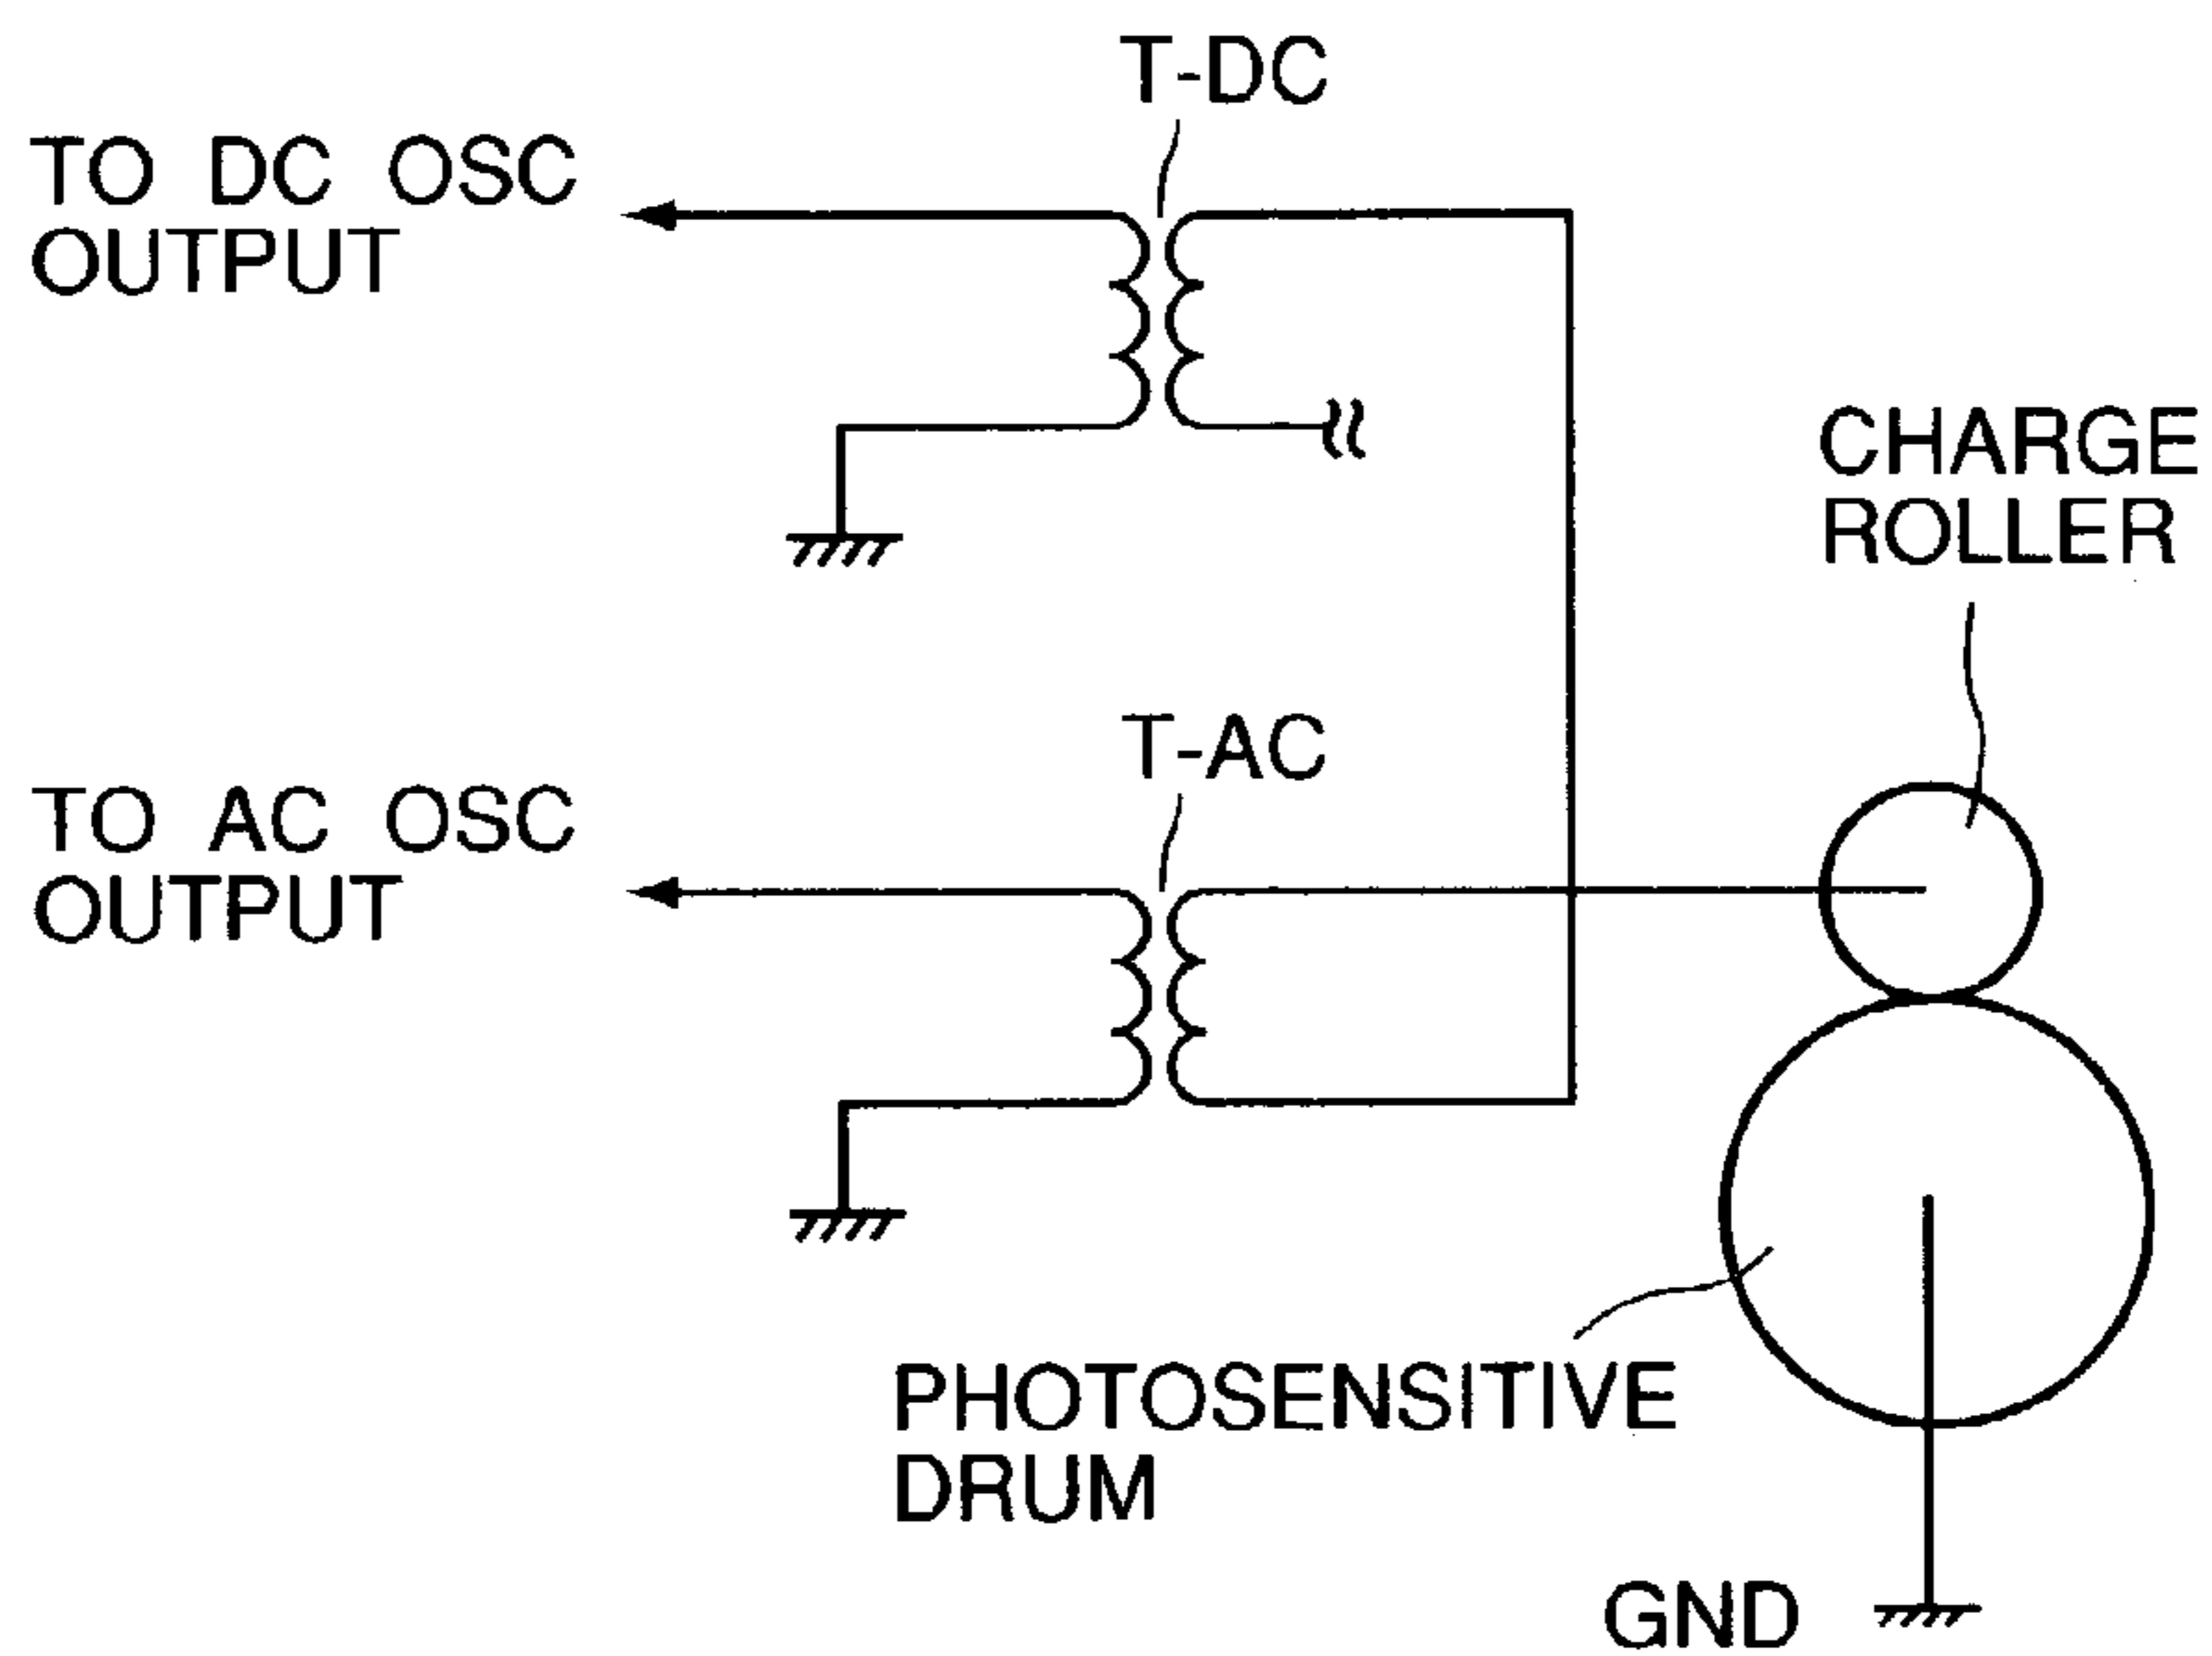 T-DC
TO DC OSC
OUTPUT
CHARGE
ROLLER
T-AC
TO AC OSC
OUTPUT
PHOTOSENSITIVE
DRUM
GND